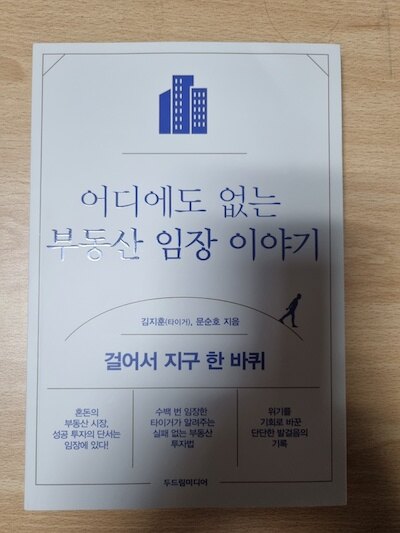 어디에도 없는
부동산 임장 이야기
김지훈(타이거), 문순호 지음
걸어서 지구 한 바퀴
혼돈의
부동산 시장,
성공 투자의 단서는
임장에 있다!
수백 번 임장한
타이거가 알려주는
실패 없는 부동산
투자법
위기를
기회로 바꾼
단단한 발걸음의
기록
두드림미디어